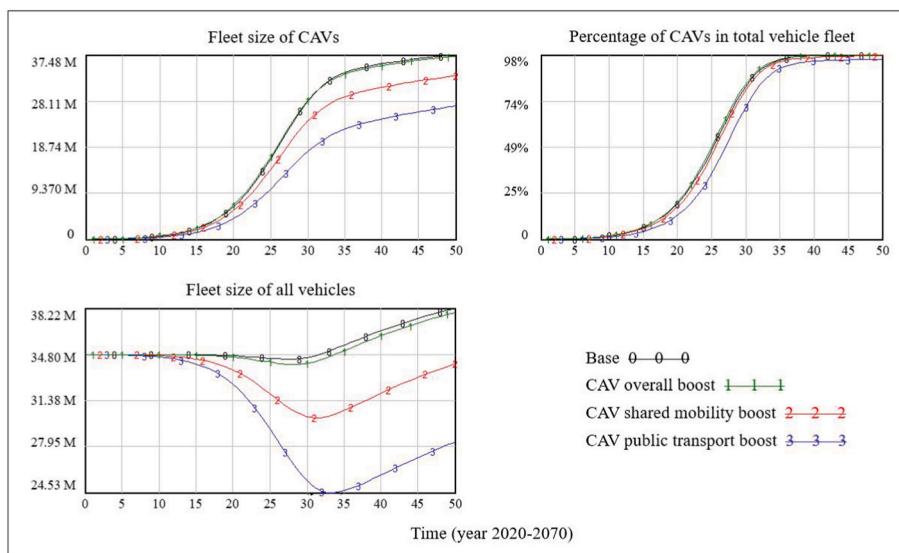 Fleet size of CAVs
37.48 M
28.11 M
18.74 M
9.370 M
0
0 5 10 15 20 25 30 35 40 45 50
Percentage of CAVs in total vehicle fleet
98%
74%
49%
25%
0
0 5 10 15 20 25 30 35 40 45 50
Fleet size of all vehicles
38.22 M
34.80 M
31.38 M
27.95 M
24.53 M
0 5 10 15 20 25 30 35 40 45 50
Base 0 0 0
CAV overall boost 1 1 1
CAV shared mobility boost 2 2 2
CAV public transport boost 3 3 3
Time (year 2020-2070)